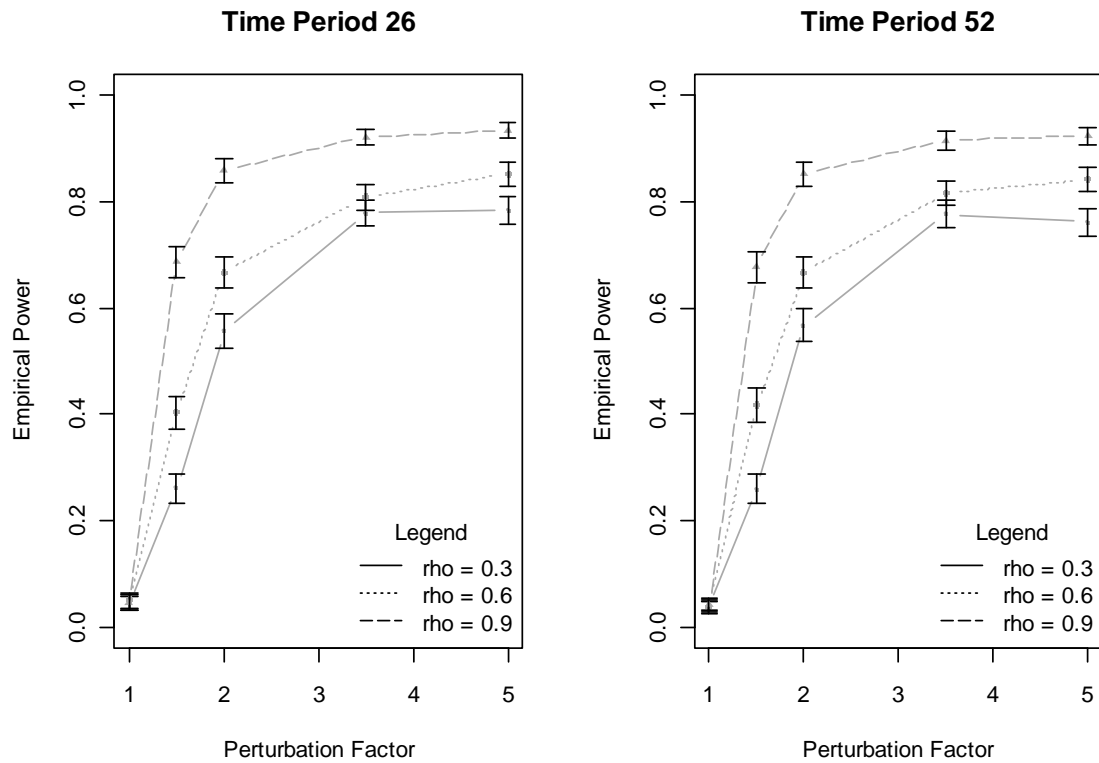 Time Period 26
1.0
0.8
0.6
0.4
0.2
0.0
Empirical Power
Legend
rho = 0.3
rho = 0.6
rho = 0.9
1 2 3 4 5
Perturbation Factor
Time Period 52
1.0
0.8
0.6
0.4
0.2
0.0
Empirical Power
Legend
rho = 0.3
rho = 0.6
rho = 0.9
1 2 3 4 5
Perturbation Factor